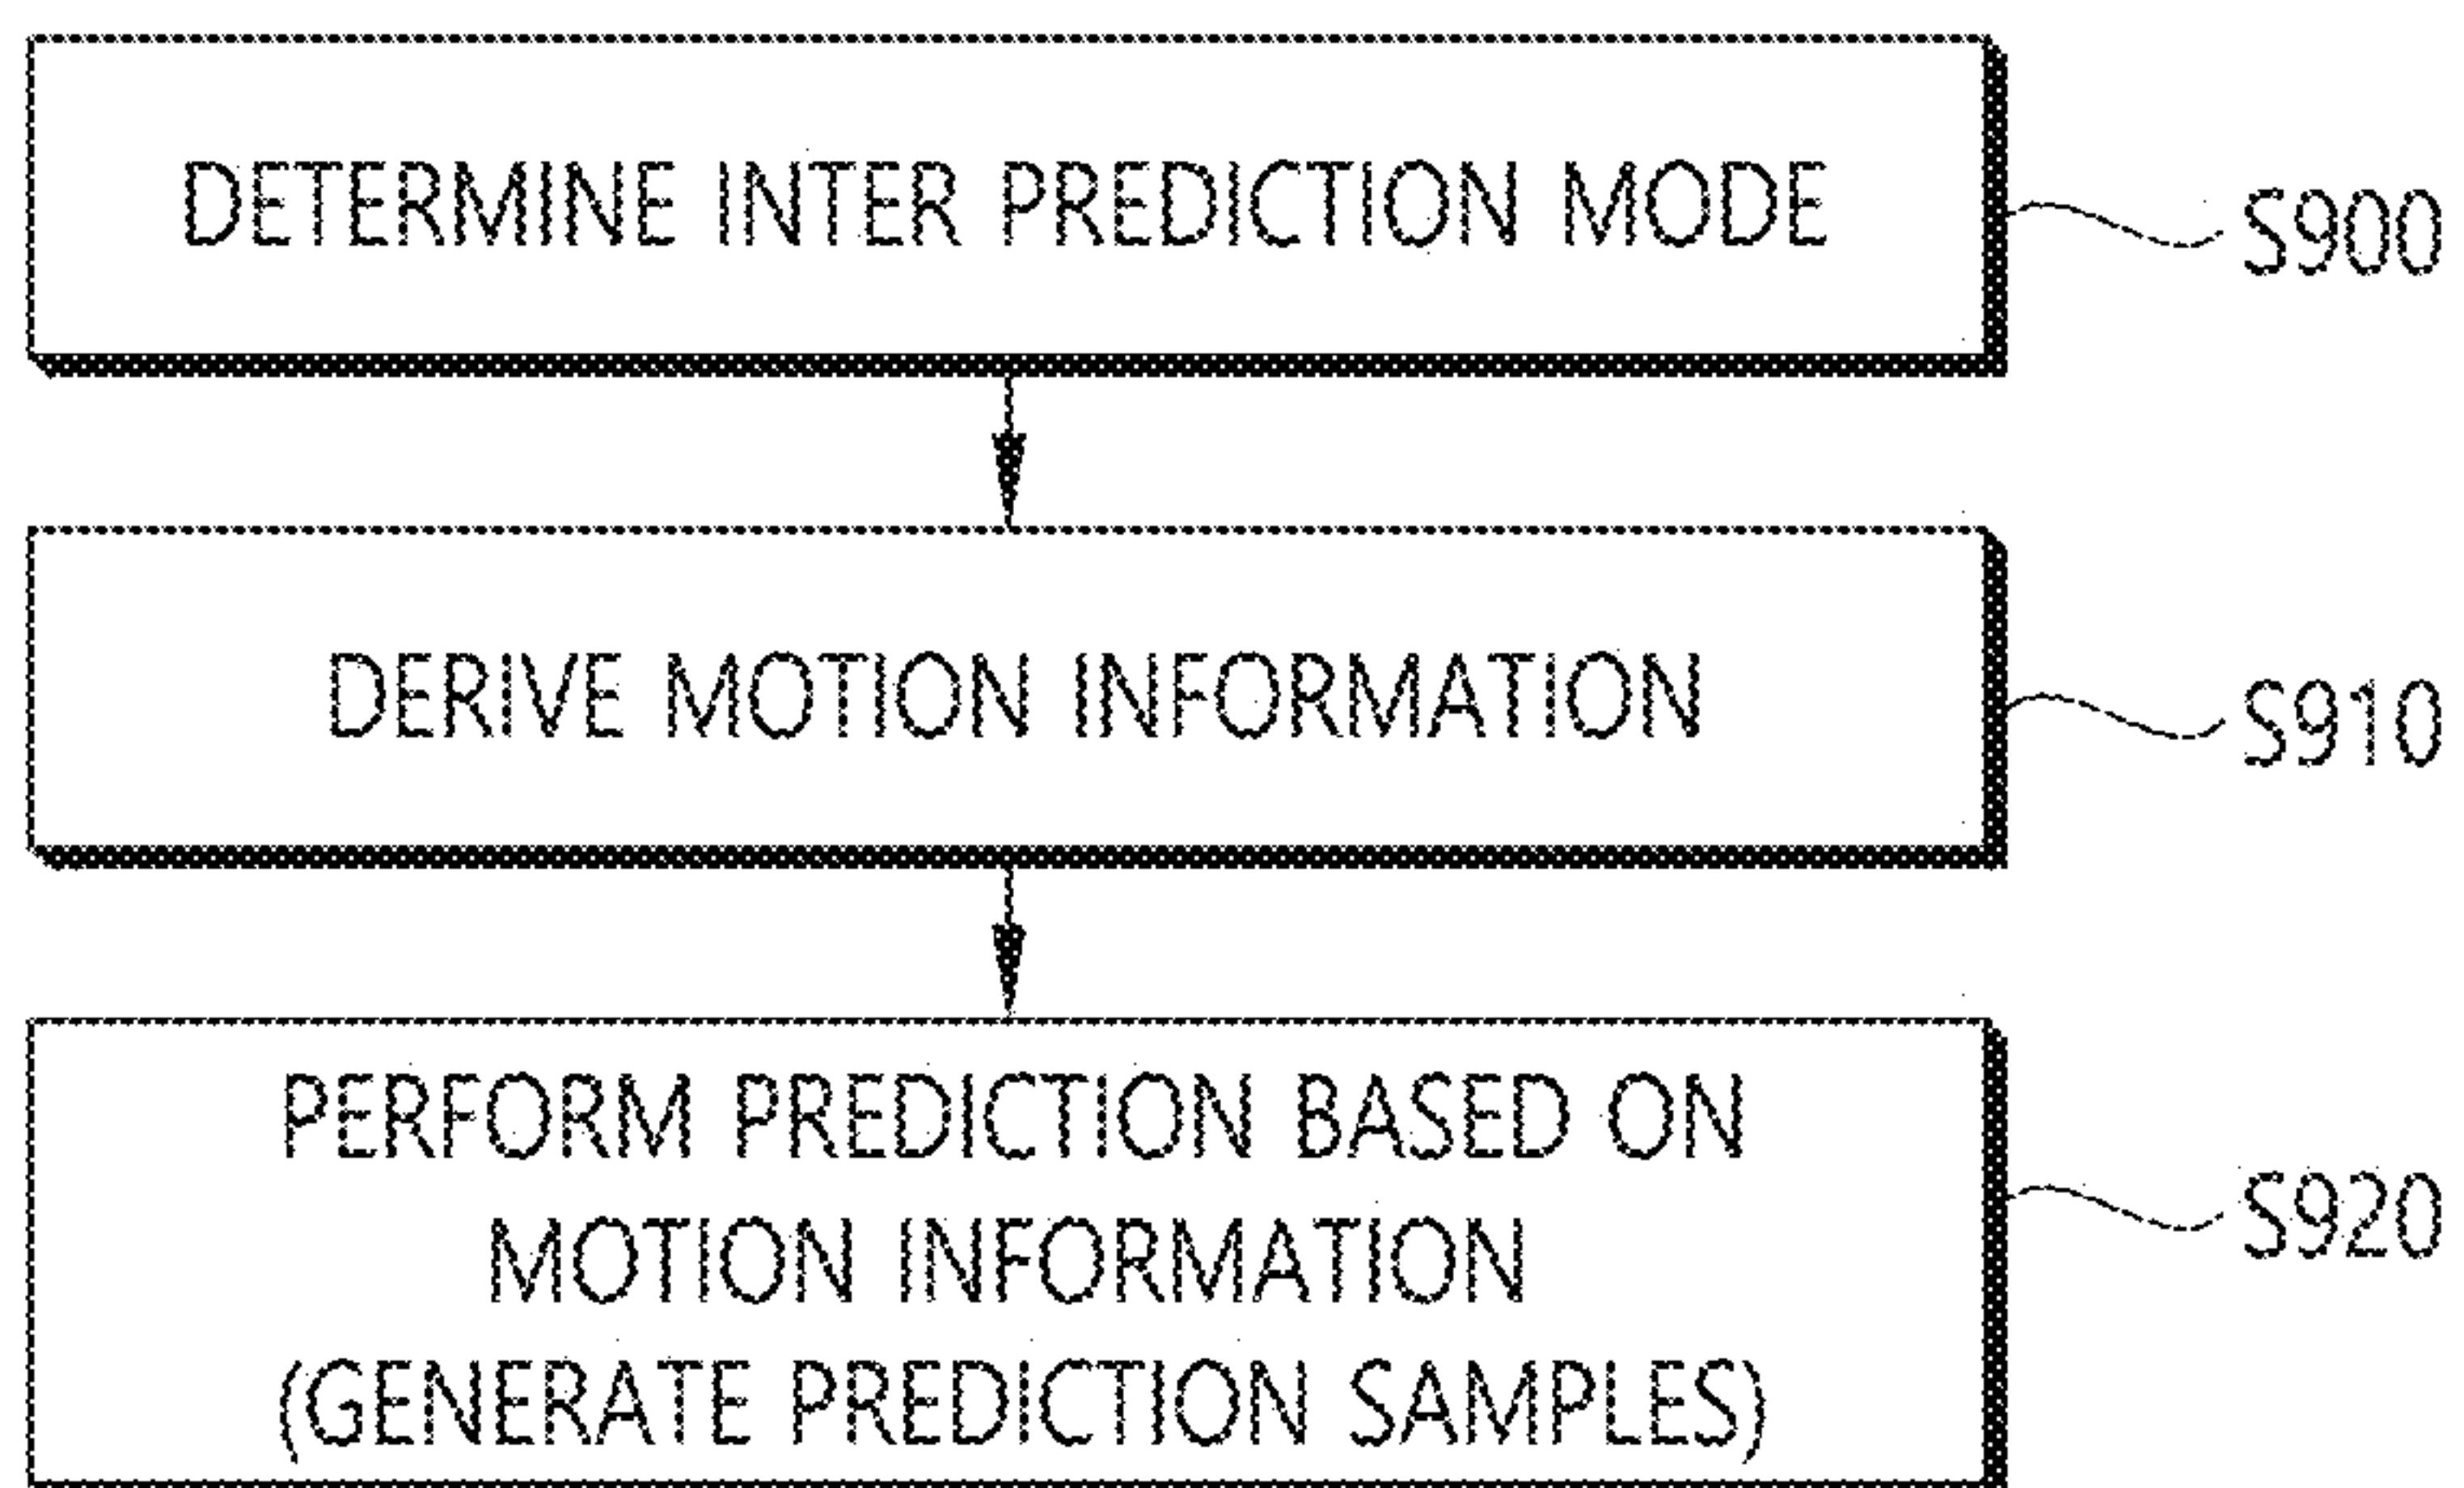 DETERMINE INTER PREDICTION MODE
S900
DERIVE MOTION INFORMATION
S910
PERFORM PREDICTION BASED ON
MOTION INFORMATION
(GENERATE PREDICTION SAMPLES)
S920